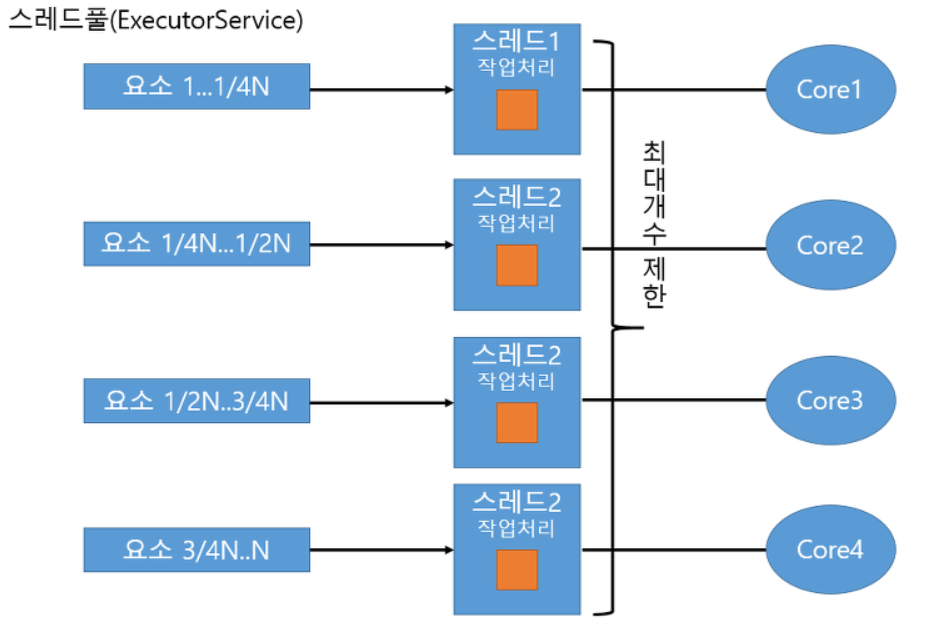 스레드풀(ExecutorService)
요소 1...1/4N
스레드1
작업처리
Core1
요소 1/4N...1/2N
스레드2
작업처리
Core2
최대개수 제한
요소 1/2N..3/4N
스레드2
작업처리
Core3
요소 3/4N..N
스레드2
작업처리
Core4